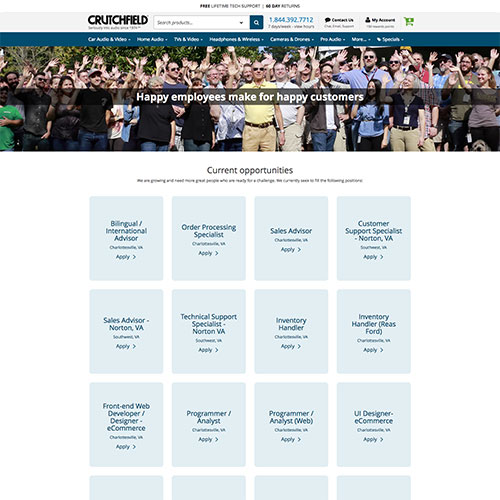 FREE LIFETIME TECH SUPPORT | 60 DAY RETURNS
CRUTCHFIELD
Search products...
1.844.392.7712
7 days/week - view hours
Contact Us
Chat, Email, Support
My Account
Car Audio & Video
Home Audio
TVs & Video
Headphones & Wireless
Cameras & Drones
Pro Audio
More...
Specials
Happy employees make for happy customers
Current opportunities
We are growing and need more great people who are ready for a challenge. We currently seek to fill the following positions:
Bilingual /
International
Advisor
Charlottesville, VA
Apply >
Order Processing
Specialist
Charlottesville, VA
Apply >
Sales Advisor
Charlottesville, VA
Apply >
Customer
Support Specialist
- Norton, VA
Southwest, VA
Apply >
Sales Advisor -
Norton, VA
Southwest, VA
Apply >
Technical Support
Specialist -
Norton VA
Southwest, VA
Apply >
Inventory
Handler
Charlottesville, VA
Apply >
Inventory
Handler (Reas
Ford)
Charlottesville, VA
Apply >
Front-end Web
Developer /
Designer -
eCommerce
Charlottesville, VA
Apply >
Programmer /
Analyst
Charlottesville, VA
Apply >
Programmer /
Analyst (Web)
Charlottesville, VA
Apply >
UI Designer-
eCommerce
Charlottesville, VA
Apply >